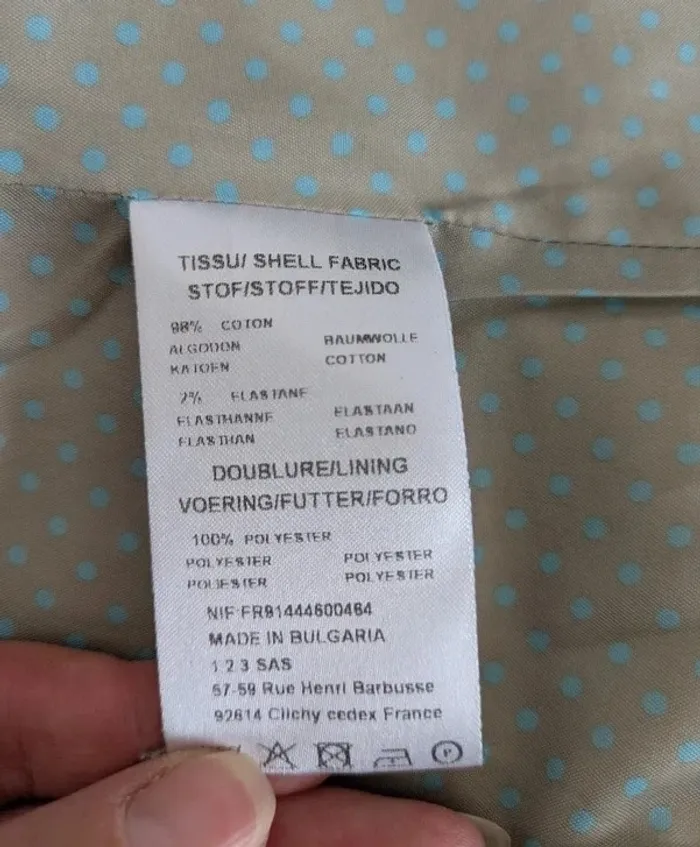 TISSU/ SHELL FABRIC
STOF/STOFF/TEJIDO
98% COTON
ALGODON BAUMWOLLE
KATOEN COTTON
2% ELASTANE
ELASTHANNE ELASTAAN
ELASTHAN ELASTANO
DOUBLURE/LINING
VOERING/FUTTER/FORRO
100% POLYESTER
POLYESTER POLYESTER
POLIESTER POLYESTER
NIF FR91444600464
MADE IN BULGARIA
1 2 3 SAS
57-59 Rue Henri Barbusse
92614 Clichy cedex France
P